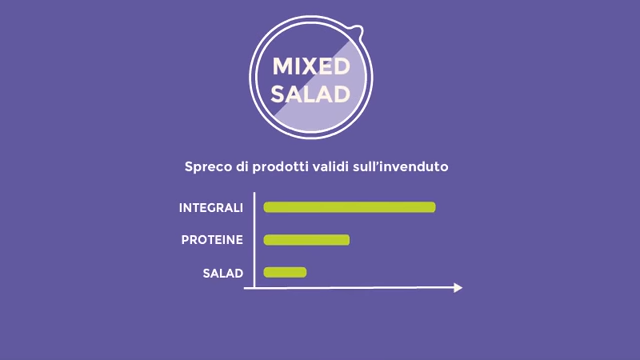 MIXED
SALAD
Spreco di prodotti validi sull'invenduto
INTEGRALI
PROTEINE
SALAD